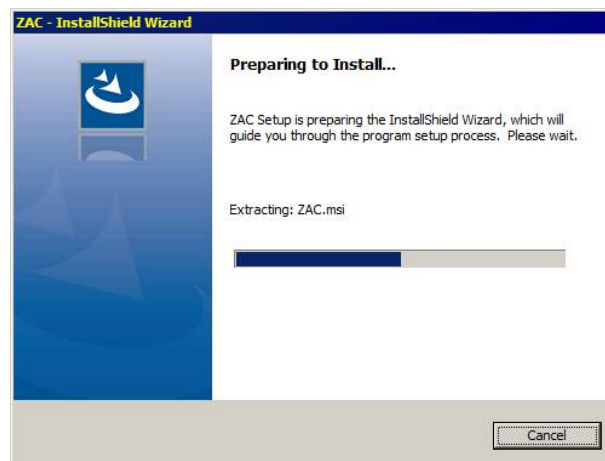 ZAC - InstallShield Wizard
Preparing to Install...
ZAC Setup is preparing the InstallShield Wizard, which will
guide you through the program setup process.  Please wait.
Extracting: ZAC.msi
Cancel